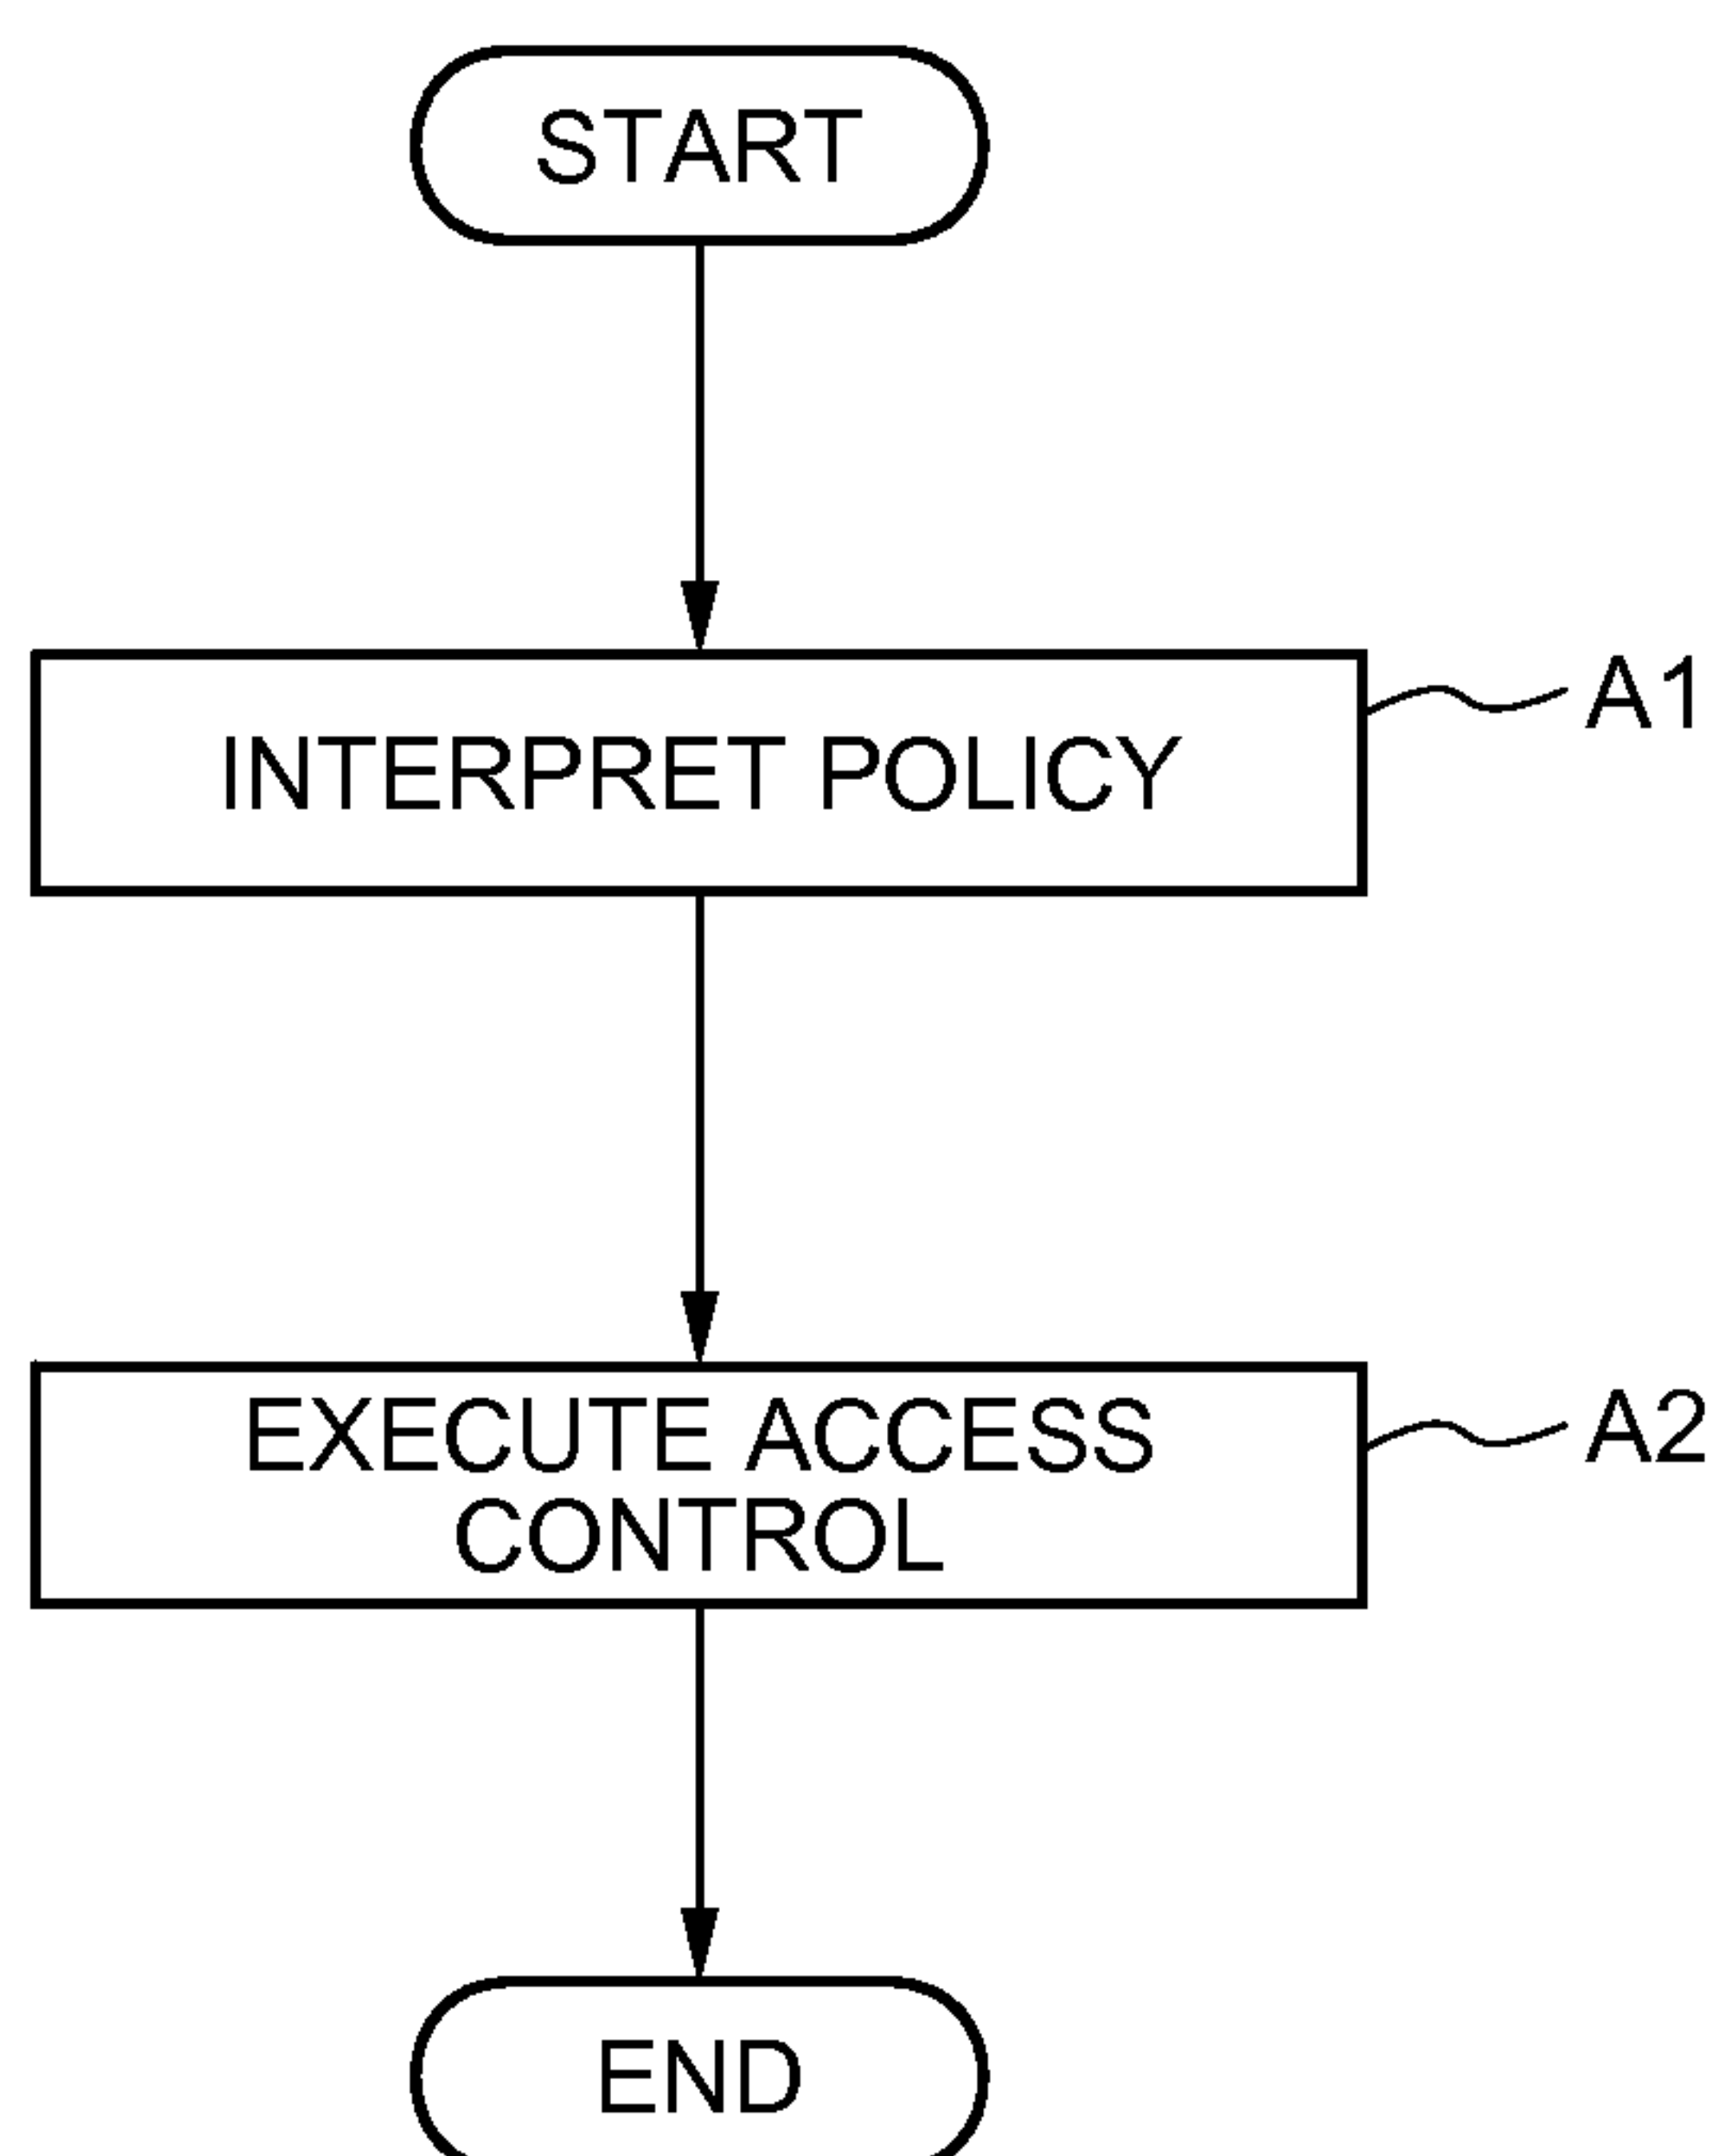 START
INTERPRET POLICY
A1
EXECUTE ACCESS
CONTROL
A2
END